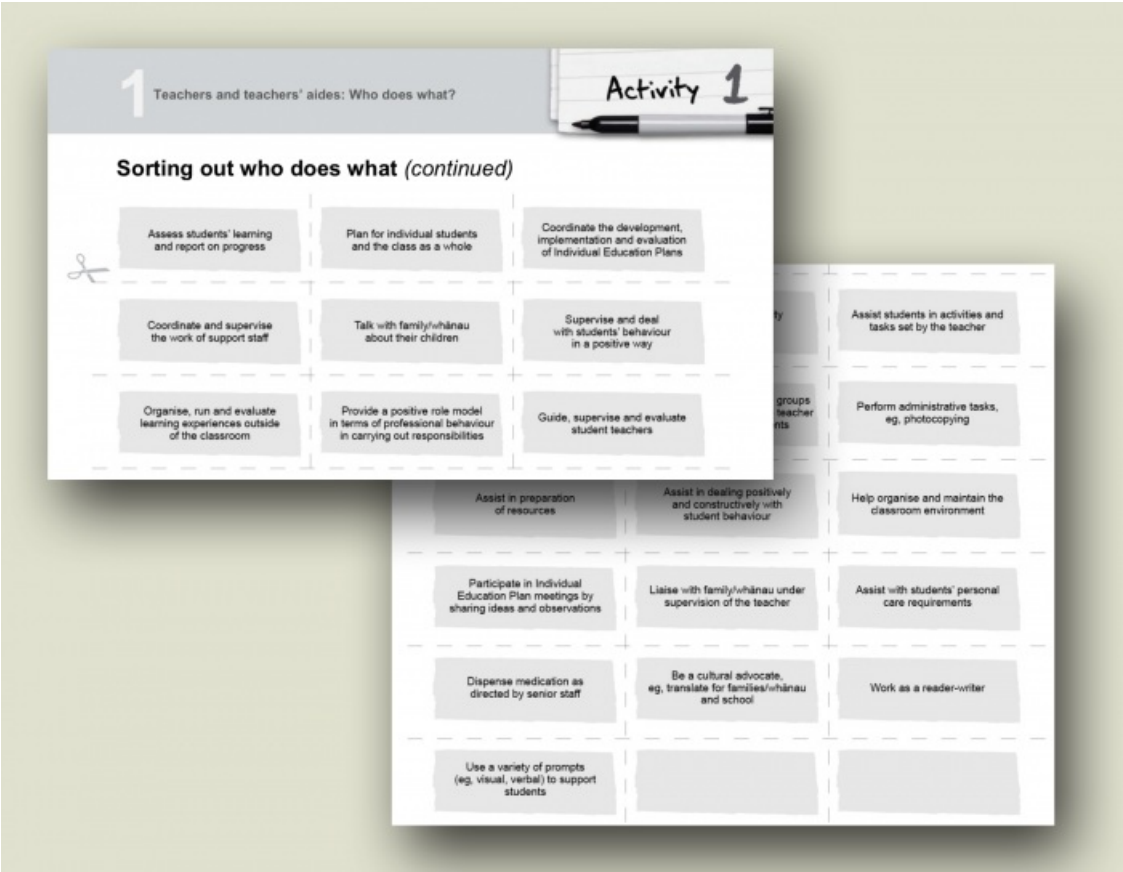 1 Teachers and teachers' aides: Who does what?
Activity 1
Sorting out who does what (continued)
Assess students' learning
and report on progress
Plan for individual students
and the class as a whole
Coordinate the development,
implementation and evaluation
of Individual Education Plans
Coordinate and supervise
the work of support staff
Talk with family/whānau
about their children
Supervise and deal
with students' behaviour
in a positive way
Organise, run and evaluate
learning experiences outside
of the classroom
Provide a positive role model
in terms of professional behaviour
in carrying out responsibilities
Guide, supervise and evaluate
student teachers
Assist students in activities and
tasks set by the teacher
groups
teacher
Perform administrative tasks,
eg, photocopying
Assist in preparation
of resources
Assist in dealing positively
and constructively with
student behaviour
Help organise and maintain the
classroom environment
Participate in Individual
Education Plan meetings by
sharing ideas and observations
Liaise with family/whānau under
supervision of the teacher
Assist with students' personal
care requirements
Dispense medication as
directed by senior staff
Be a cultural advocate,
eg, translate for families/whānau
and school
Work as a reader-writer
Use a variety of prompts
(eg, visual, verbal) to support
students